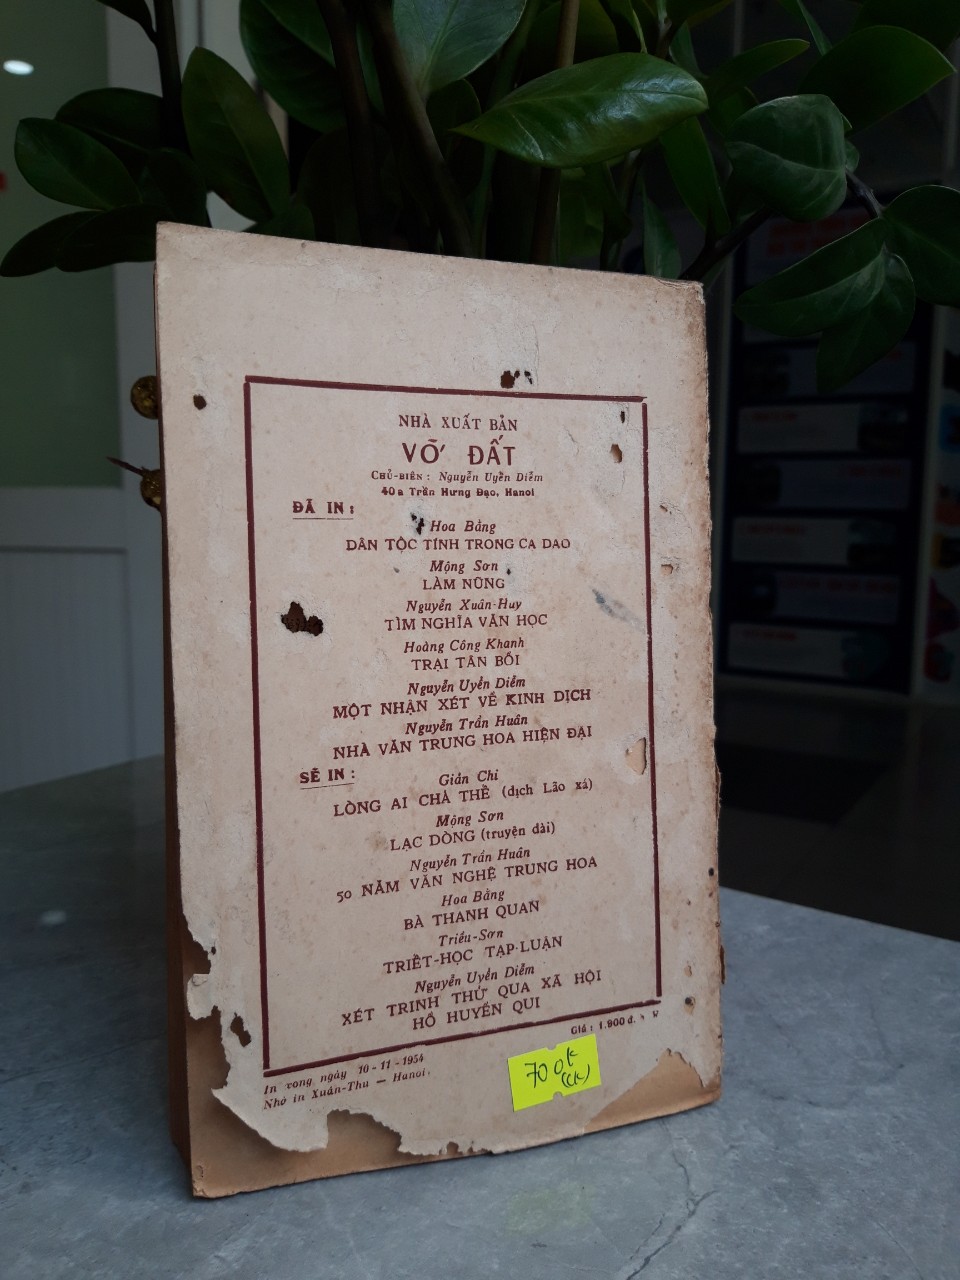 NHÀ XUẤT BẢN
VỠ ĐẤT
CHỦ-BIÊN : Nguyễn Uyển Diễm
40a Trần Hưng Đạo, Hanoi
ĐÃ IN :
Hoa Bằng
DÂN TỘC TÍNH TRONG CA DAO
Mộng Sơn
LÀM NŨNG
Nguyễn Xuân-Huy
TÌM NGHĨA VĂN HỌC
Hoàng Công Khanh
TRẠI TÂN BỒI
Nguyễn Uyển Diễm
MỘT NHẬN XÉT VỀ KINH DỊCH
Nguyễn Trần Huân
NHÀ VĂN TRUNG HOA HIỆN ĐẠI
SẼ IN :
Giản Chi
LÒNG AI CHẢ THẾ (dịch Lão xá)
Mộng Sơn
LẠC DÒNG (truyện dài)
Nguyễn Trần Huân
50 NĂM VĂN NGHỆ TRUNG HOA
Hoa Bằng
BÀ THANH QUAN
Triều-Sơn
TRIẾT-HỌC TẬP-LUẬN
Nguyễn Uyển Diễm
XÉT TRINH THỬ QUA XÃ HỘI
HỒ HUYỀN QUI
Giá : 1.900 đ.
In xong ngày 10-11-1954
Nhà in Xuân-Thu — Hanoi.
700k
(ck)